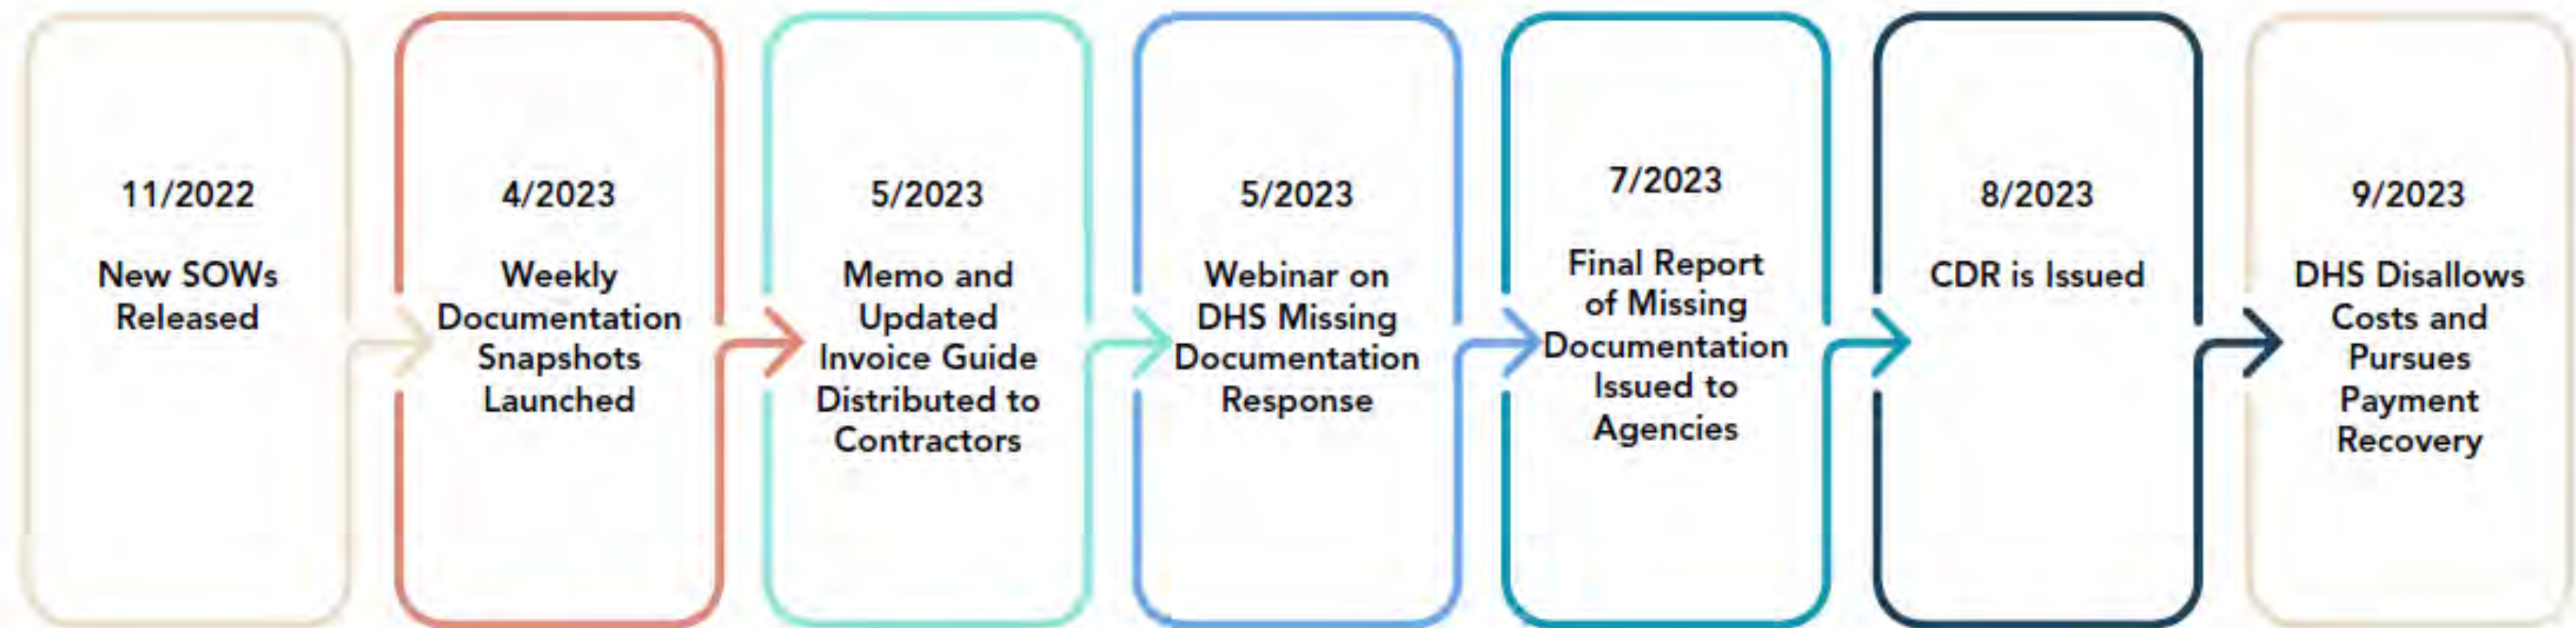 11/2022
New SOWs
Released
4/2023
Weekly
Documentation
Snapshots
Launched
5/2023
Memo and
Updated
Invoice Guide
Distributed to
Contractors
5/2023
Webinar on
DHS Missing
Documentation
Response
7/2023
Final Report
of Missing
Documentation
Issued to
Agencies
8/2023
CDR is Issued
9/2023
DHS Disallows
Costs and
Pursues
Payment
Recovery